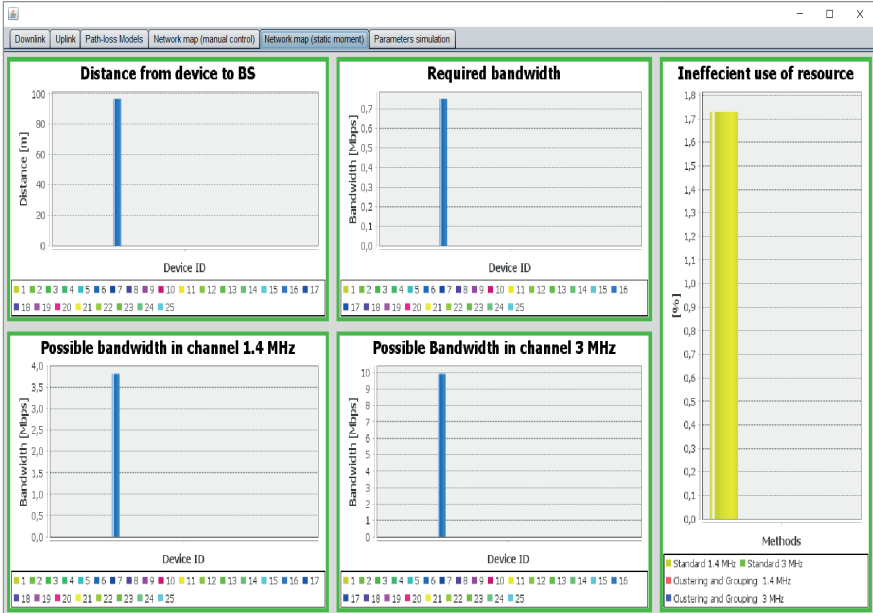 Downlink Uplink Path-loss Models Network map (manual control) Network map (static moment) Parameters simulation
Distance from device to BS
100
80
60
40
20
0
Distance [m]
Device ID
1 2 3 4 5 6 7 8 9 10 11 12 13 14 15 16 17
18 19 20 21 22 23 24 25
Required bandwidth
0,7
0,6
0,5
0,4
0,3
0,2
0,1
0,0
Bandwidth [Mbps]
Device ID
1 2 3 4 5 6 7 8 9 10 11 12 13 14 15 16
17 18 19 20 21 22 23 24 25
Ineffecient use of resource
1,8
1,7
1,6
1,5
1,4
1,3
1,2
1,1
1,0
0,9
0,8
0,7
0,6
0,5
0,4
0,3
0,2
0,1
0,0
[%]
Methods
Standard 1.4 MHz Standard 3 MHz
Clustering and Grouping 1.4 MHz
Clustering and Grouping 3 MHz
Possible bandwidth in channel 1.4 MHz
4,0
3,5
3,0
2,5
2,0
1,5
1,0
0,5
0,0
Bandwidth [Mbps]
Device ID
1 2 3 4 5 6 7 8 9 10 11 12 13 14 15 16 17
18 19 20 21 22 23 24 25
Possible Bandwidth in channel 3 MHz
10
9
8
7
6
5
4
3
2
1
0
Bandwidth [Mbps]
Device ID
1 2 3 4 5 6 7 8 9 10 11 12 13 14 15 16
17 18 19 20 21 22 23 24 25